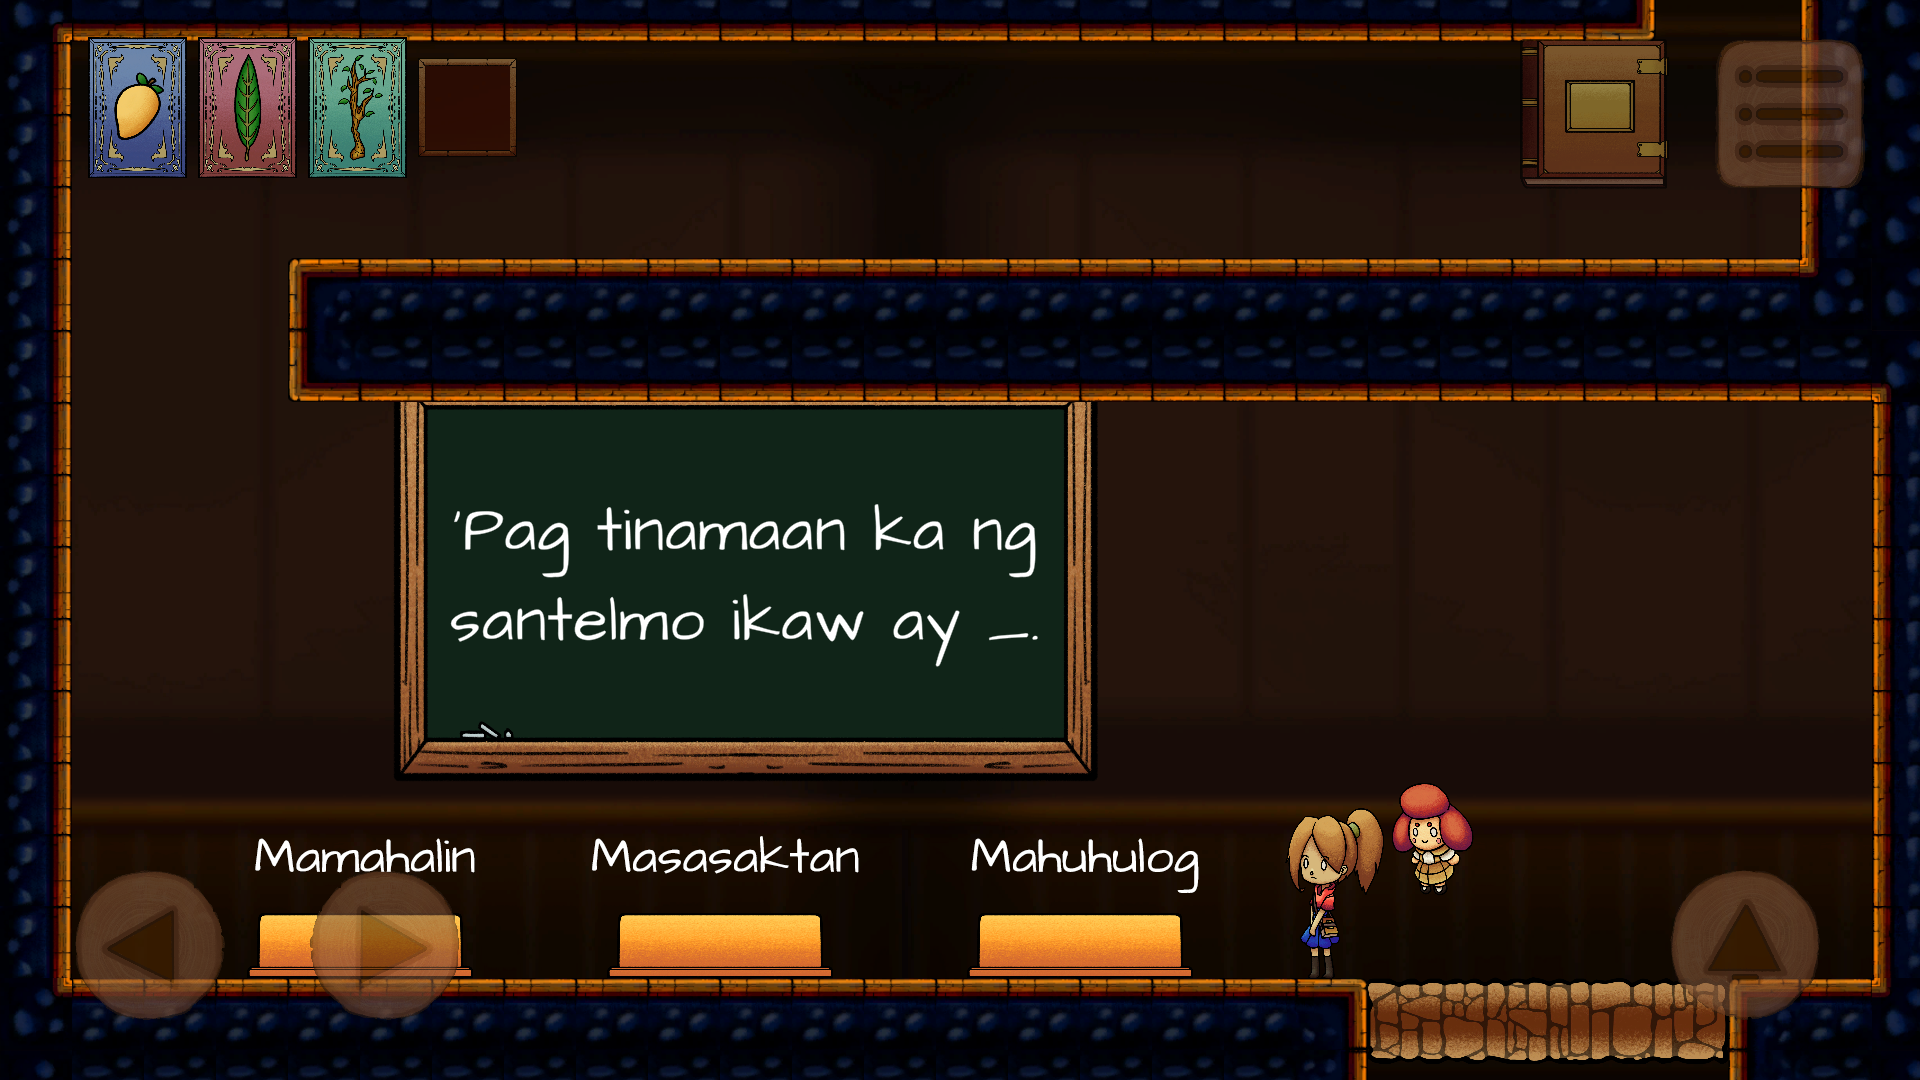 'Pag tinamaan ka ng
santelmo ikaw ay _.
Mamahalin
Masasaktan
Mahuhulog